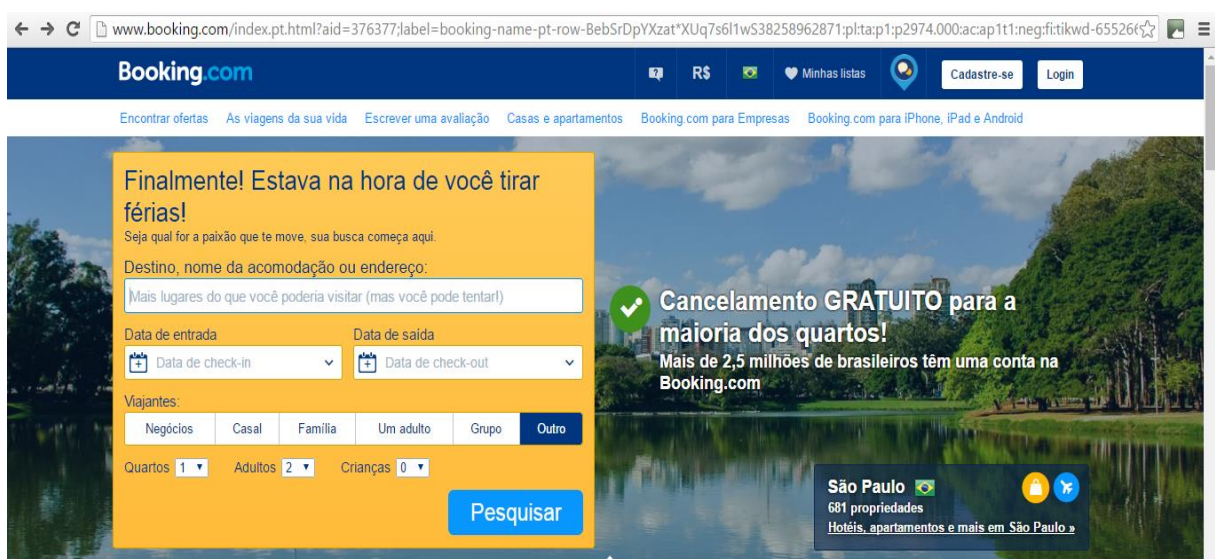 www.booking.com/index.pt.html?aid=376377;label=booking-name-pt-row-BebSrDpYXzat*XUq7s6l1wS38258962871:pl:ta:p1:p2974.000:ac:ap1t1:neg:fi:tikwd-65526
Booking.com
R$
Minhas listas
Cadastre-se
Login
Encontrar ofertas As viagens da sua vida Escrever uma avaliação Casas e apartamentos Booking.com para Empresas Booking.com para iPhone, iPad e Android
Finalmente! Estava na hora de você tirar
férias!
Seja qual for a paixão que te move, sua busca começa aqui.
Destino, nome da acomodação ou endereço:
Mais lugares do que você poderia visitar (mas você pode tentar!)
Data de entrada Data de saída
Data de check-in Data de check-out
Viajantes:
Negócios Casal Família Um adulto Grupo Outro
Quartos 1 Adultos 2 Crianças 0
Pesquisar
Cancelamento GRATUITO para a
maioria dos quartos!
Mais de 2,5 milhões de brasileiros têm uma conta na
Booking.com
São Paulo
681 propriedades
Hotéis, apartamentos e mais em São Paulo »